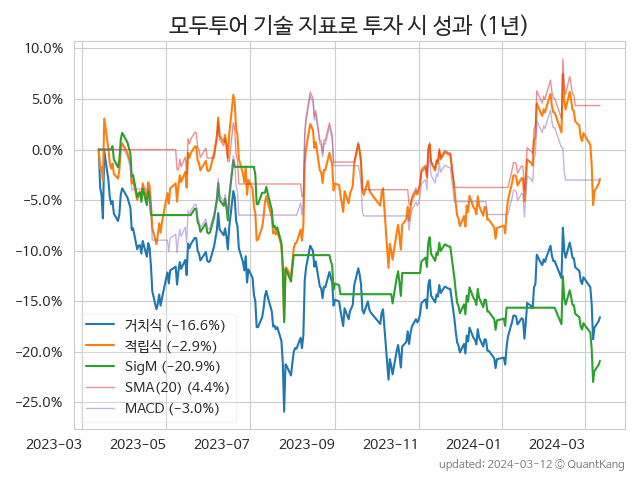 모두투어 기술 지표로 투자 시 성과 (1년)
10.0%
5.0%
0.0%
−5.0%
−10.0%
−15.0%
−20.0%
−25.0%
거치식 (−16.6%)
적립식 (−2.9%)
SigM (−20.9%)
SMA(20) (4.4%)
MACD (−3.0%)
2023-03 2023-05 2023-07 2023-09 2023-11 2024-01 2024-03
updated: 2024-03-12 © QuantKang